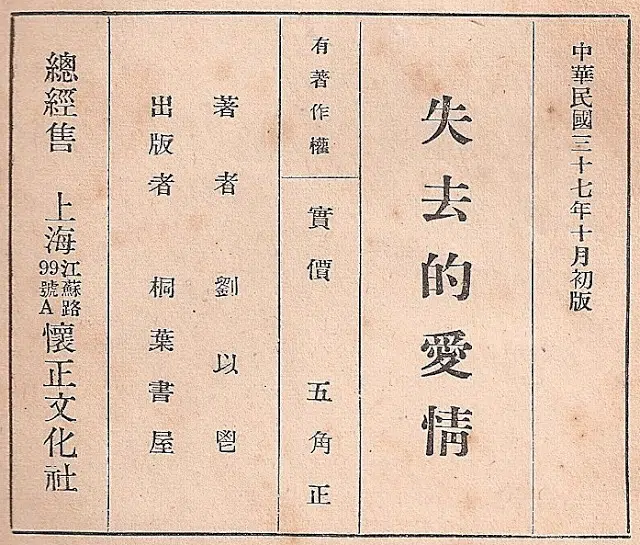 中華民國三十七年十月初版
失去的愛情
有著作權
實價 五角正
著者 劉以鬯
出版者 桐葉書屋
總經售 上海江蘇路99號A懷正文化社